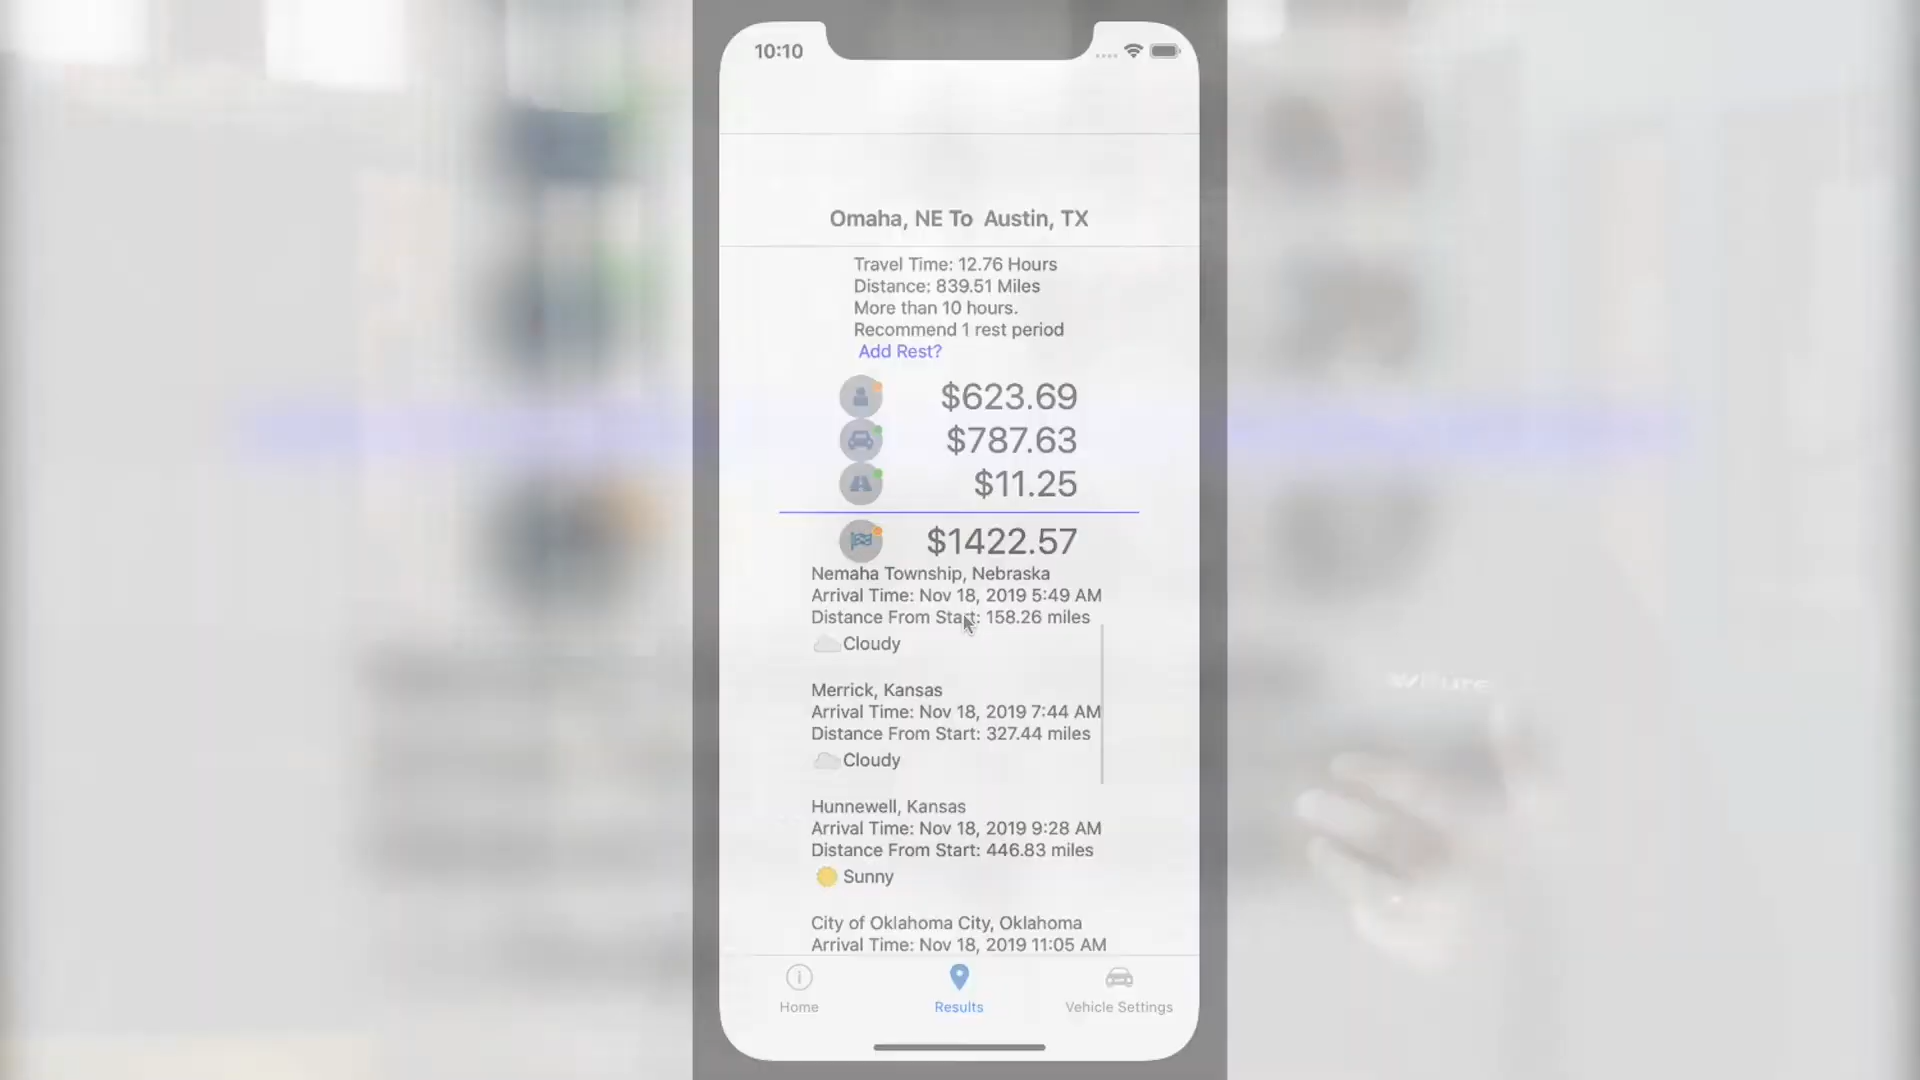 10:10
Omaha, NE To Austin, TX
Travel Time: 12.76 Hours
Distance: 839.51 Miles
More than 10 hours.
Recommend 1 rest period
Add Rest?
$623.69
$787.63
$11.25
$1422.57
Nemaha Township, Nebraska
Arrival Time: Nov 18, 2019 5:49 AM
Distance From Start: 158.26 miles
Cloudy
Merrick, Kansas
Arrival Time: Nov 18, 2019 7:44 AM
Distance From Start: 327.44 miles
Cloudy
Hunnewell, Kansas
Arrival Time: Nov 18, 2019 9:28 AM
Distance From Start: 446.83 miles
Sunny
City of Oklahoma City, Oklahoma
Arrival Time: Nov 18, 2019 11:05 AM
Home
Results
Vehicle Settings